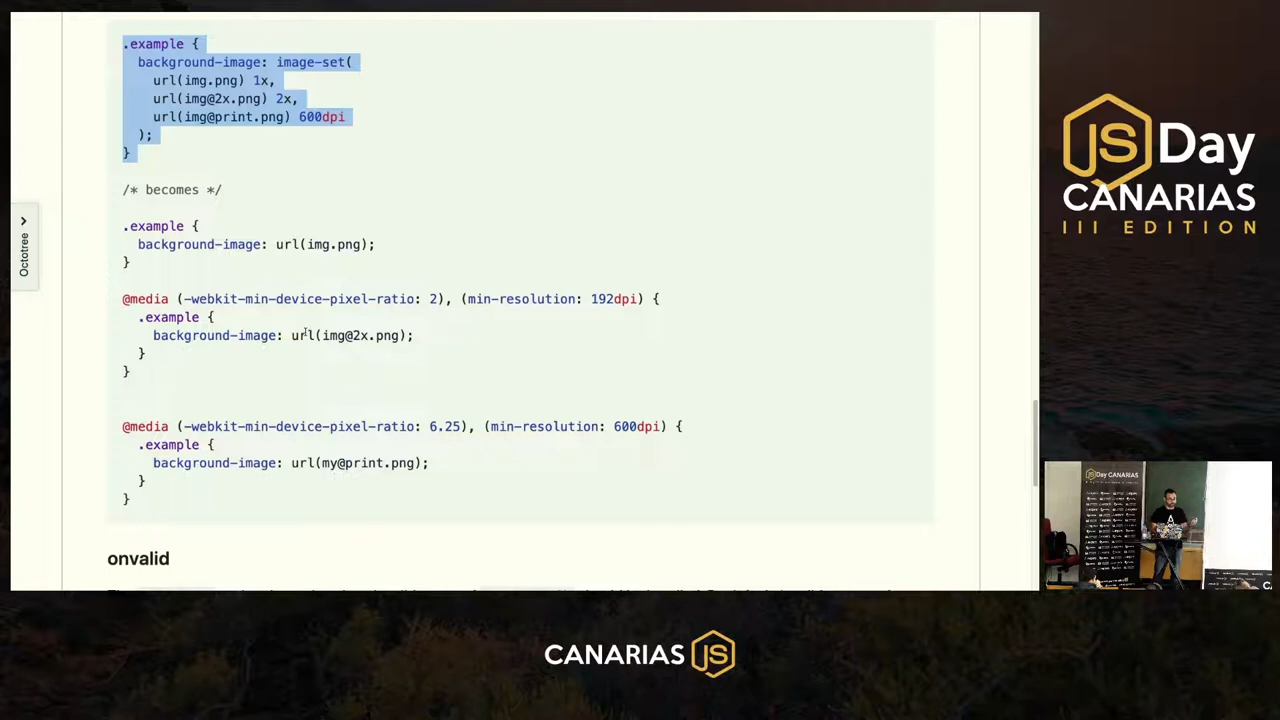 .example {
background-image: image-set(
url(img.png) 1x,
url(img@2x.png) 2x,
url(img@print.png) 600dpi
);
}
/* becomes */
.example {
background-image: url(img.png);
}
@media (-webkit-min-device-pixel-ratio: 2), (min-resolution: 192dpi) {
.example {
background-image: url(img@2x.png);
}
}
@media (-webkit-min-device-pixel-ratio: 6.25), (min-resolution: 600dpi) {
.example {
background-image: url(my@print.png);
}
}
onvalid
Octotree
JS Day
CANARIAS
III EDITION
JS Day CANARIAS
CANARIAS JS